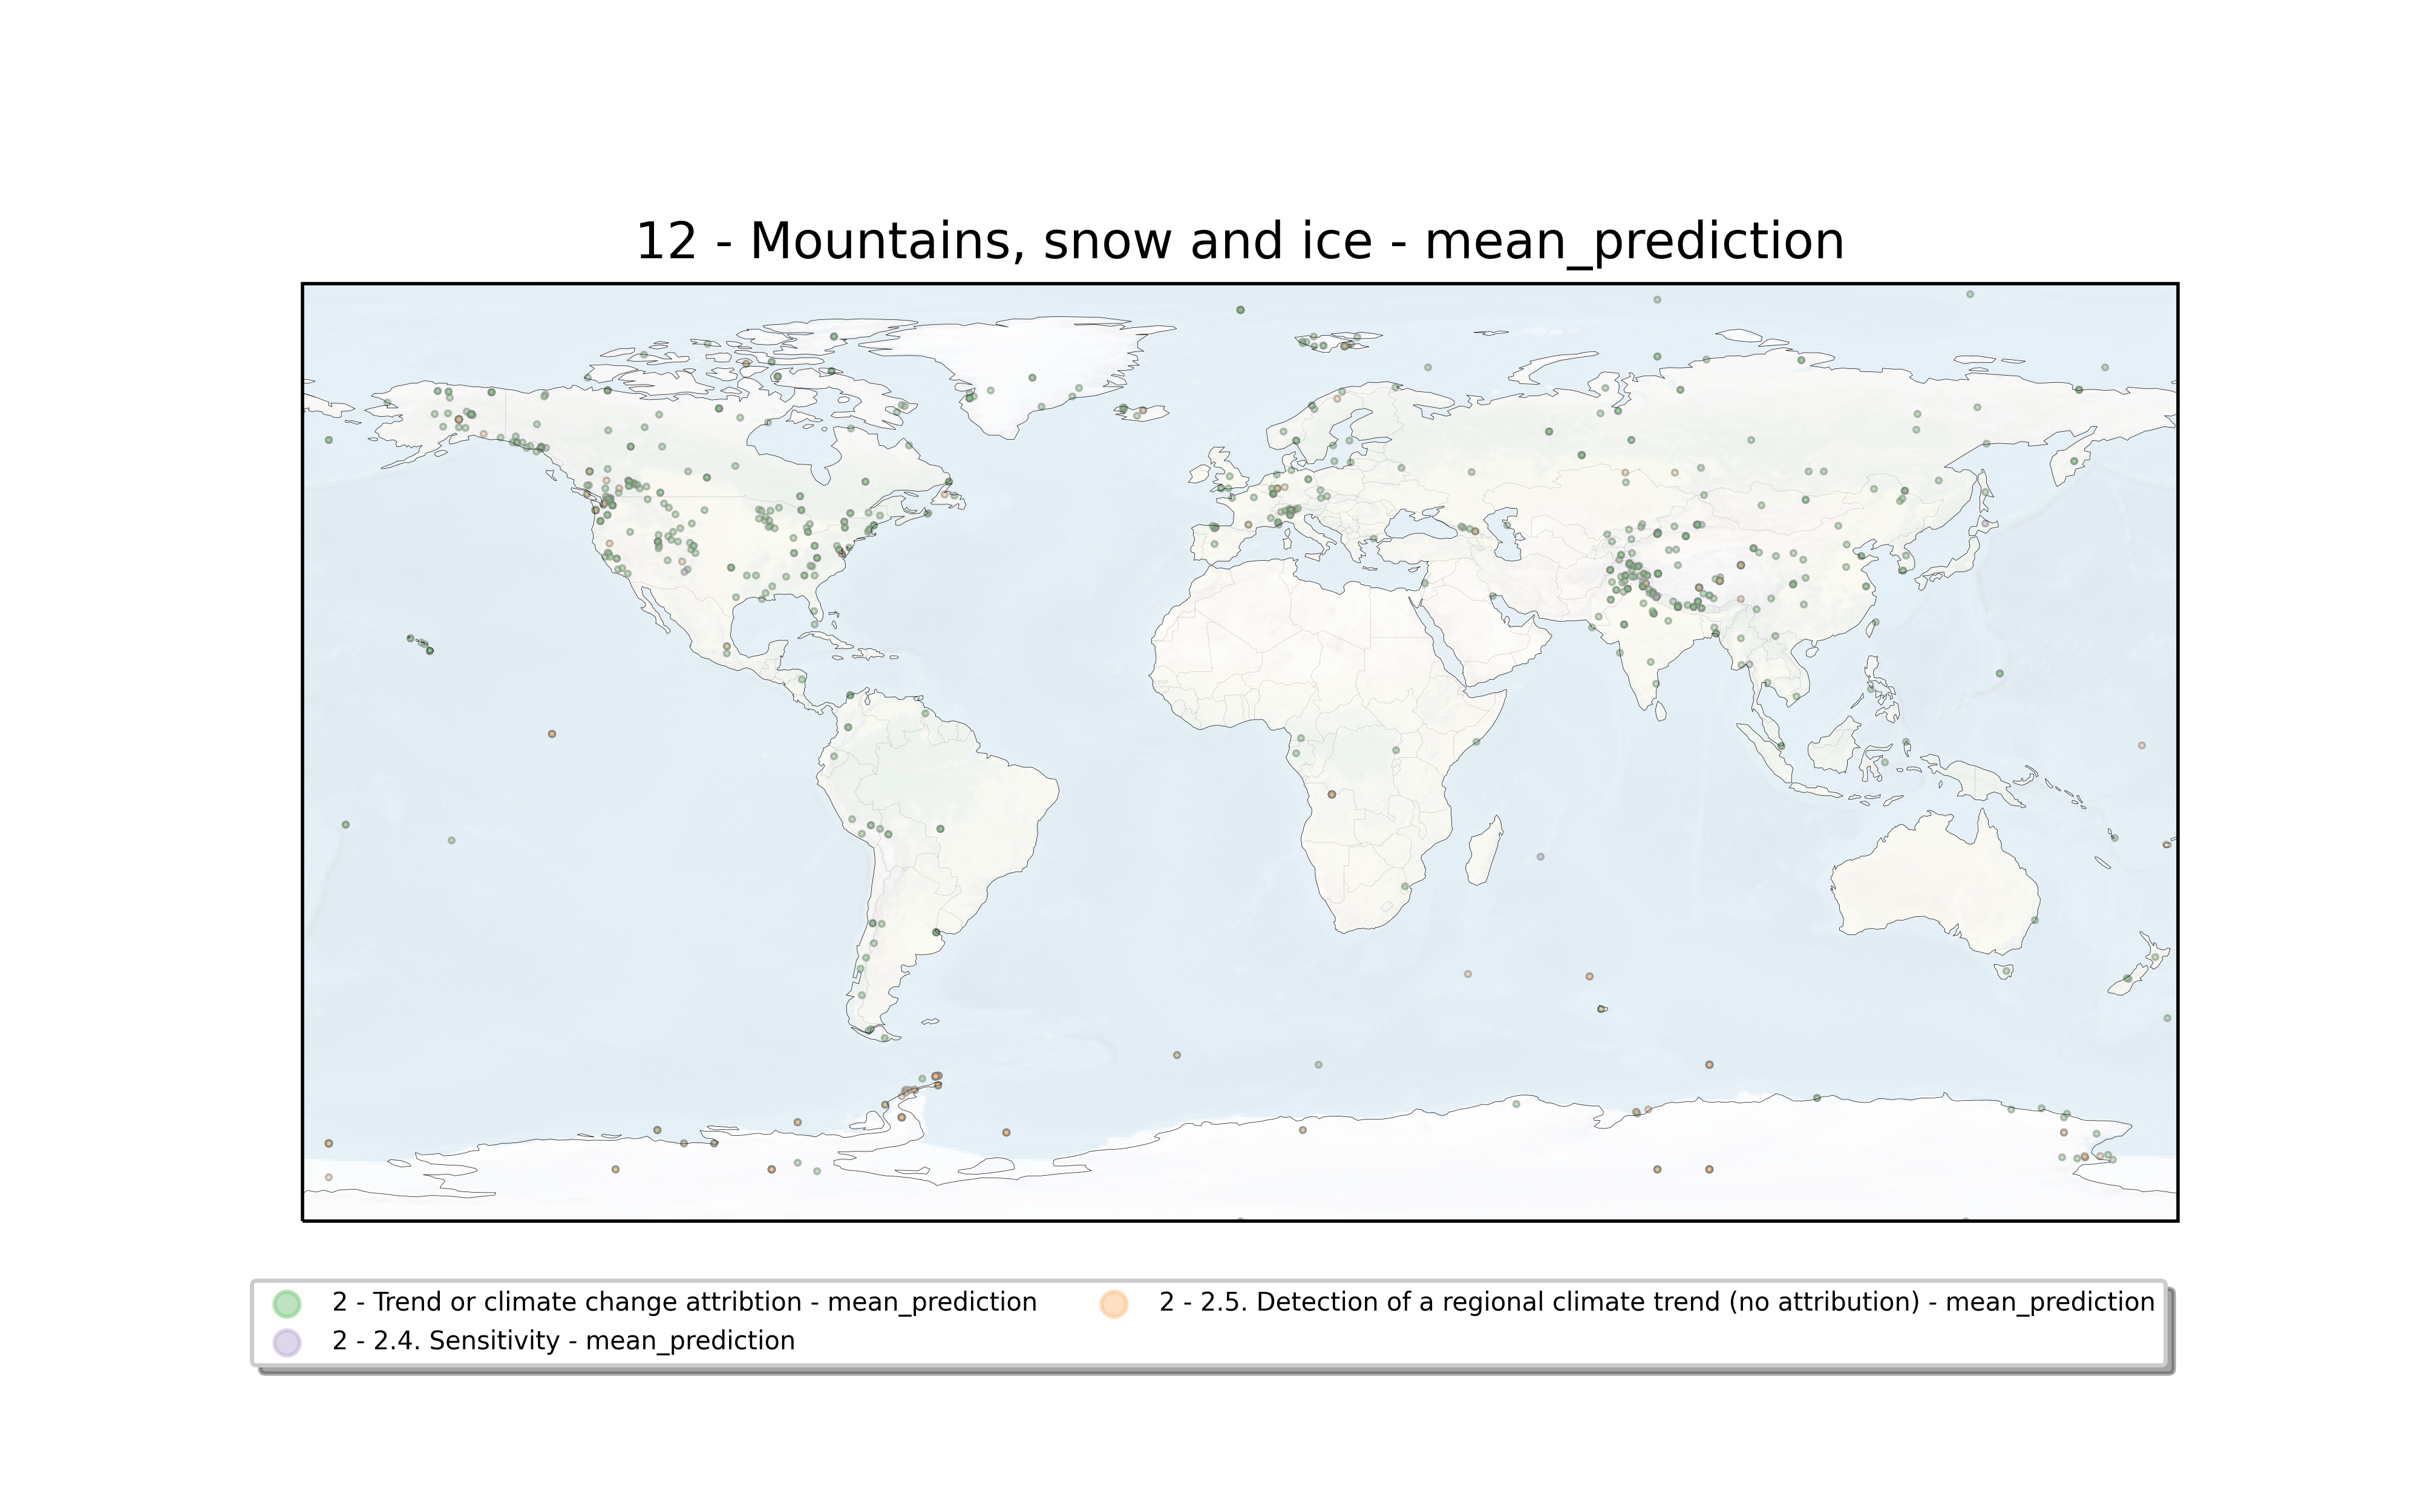 12 - Mountains, snow and ice - mean_prediction
2 - Trend or climate change attribtion - mean_prediction
2 - 2.4. Sensitivity - mean_prediction
2 - 2.5. Detection of a regional climate trend (no attribution) - mean_prediction